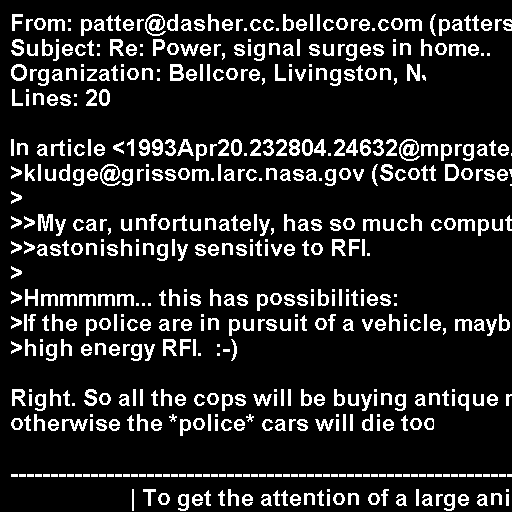 From: patter@dasher.cc.bellcore.com (patters
Subject: Re: Power, signal surges in home..
Organization: Bellcore, Livingston, N
Lines: 20
In article <1993Apr20.232804.24632@mprgate.
>kludge@grissom.larc.nasa.gov (Scott Dorsey
>
>>My car, unfortunately, has so much comput
>>astonishingly sensitive to RFI.
>
>Hmmmmm... this has possibilities:
>If the police are in pursuit of a vehicle, mayb
>high energy RFI.  :-)
Right. So all the cops will be buying antique
otherwise the *police* cars will die too
--------------------------------------------------------------------------------
| To get the attention of a large ani